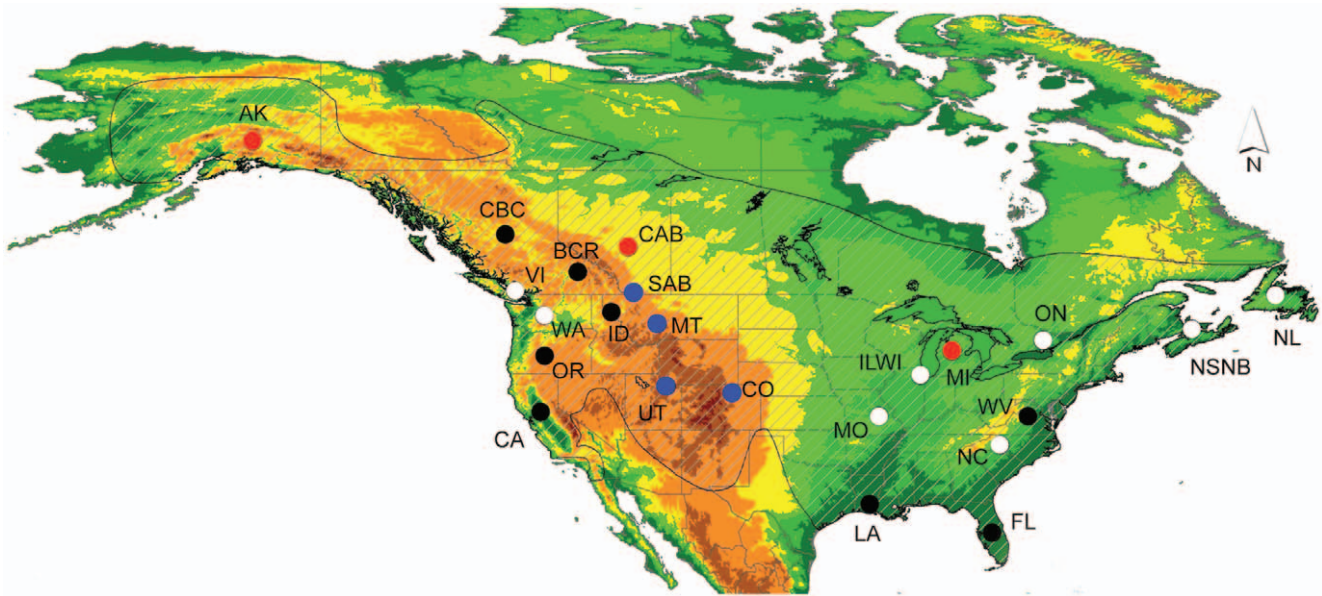 AK
N
CBC
CAB
BCR
VI
SAB
WA
ID
MT
ON
NL
OR
ILWI
MI
NSNB
UT
CO
WV
CA
MO
NC
LA
FL